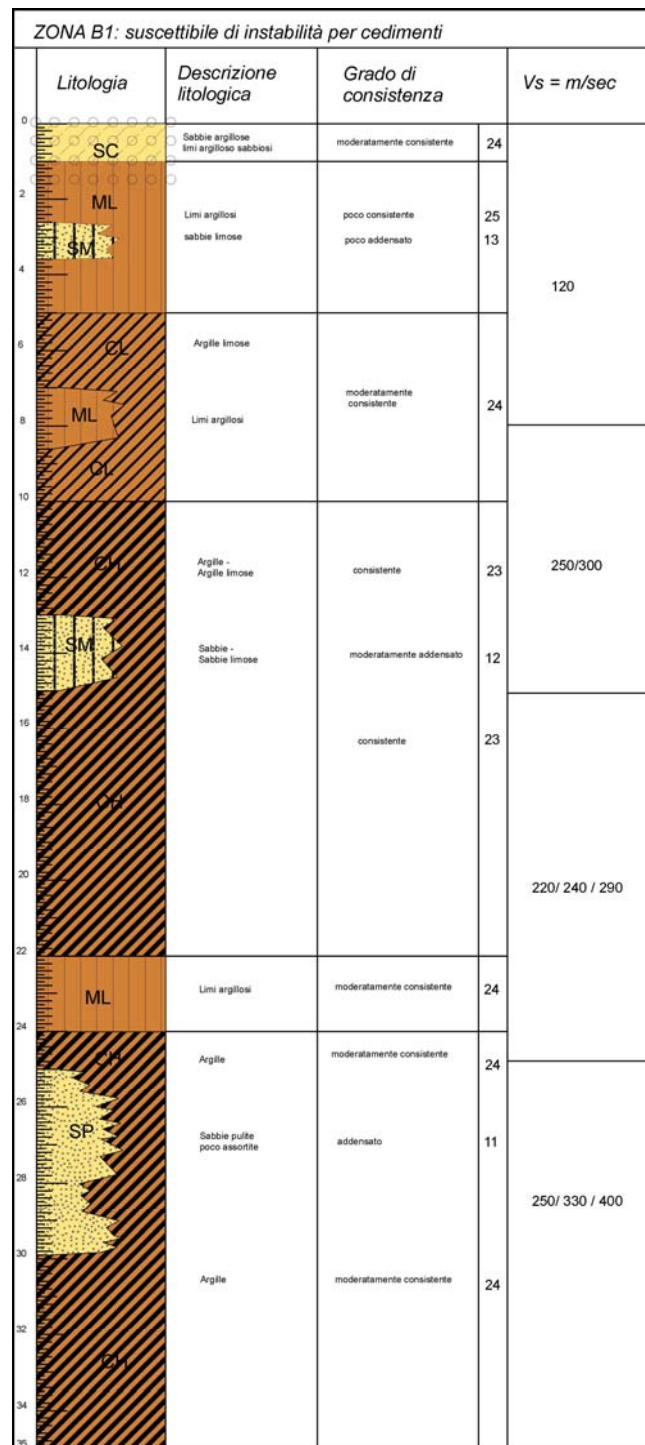 ZONA B1: suscettibile di instabilità per cedimenti
Litologia
Descrizione
litologica
Grado di
consistenza
Vs = m/sec
0
SC
Sabbie argillose
limi argilloso sabbiosi
moderatamente consistente
24
2
ML
Limi argillosi
poco consistente
25
SM
sabbie limose
poco addensato
13
4
120
6
CL
Argille limose
moderatamente
consistente
24
ML
Limi argillosi
8
CL
10
CH
Argille -
Argille limose
consistente
23
250/300
12
SM
Sabbie -
Sabbie limose
moderatamente addensato
12
14
16
consistente
23
18
CH
20
220/ 240 / 290
22
ML
Limi argillosi
moderatamente consistente
24
24
CH
Argille
moderatamente consistente
24
26
SP
Sabbie pulite
poco assortite
addensato
11
28
250/ 330 / 400
30
Argille
moderatamente consistente
24
32
CH
34
35